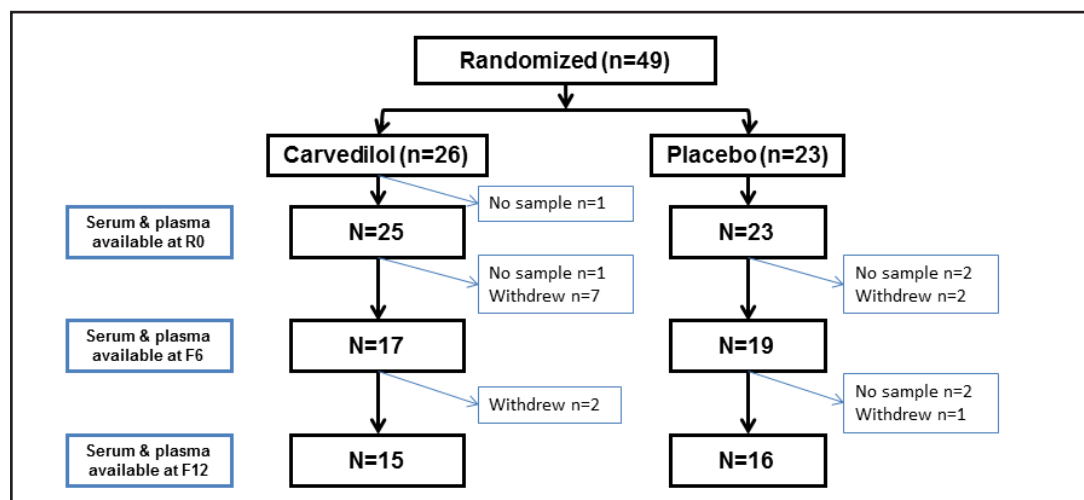 Randomized (n=49)
Carvedilol (n=26)
Placebo (n=23)
No sample n=1
Serum & plasma
available at R0
N=25
N=23
No sample n=1
Withdrew n=7
No sample n=2
Withdrew n=2
Serum & plasma
available at F6
N=17
N=19
Withdrew n=2
No sample n=2
Withdrew n=1
Serum & plasma
available at F12
N=15
N=16